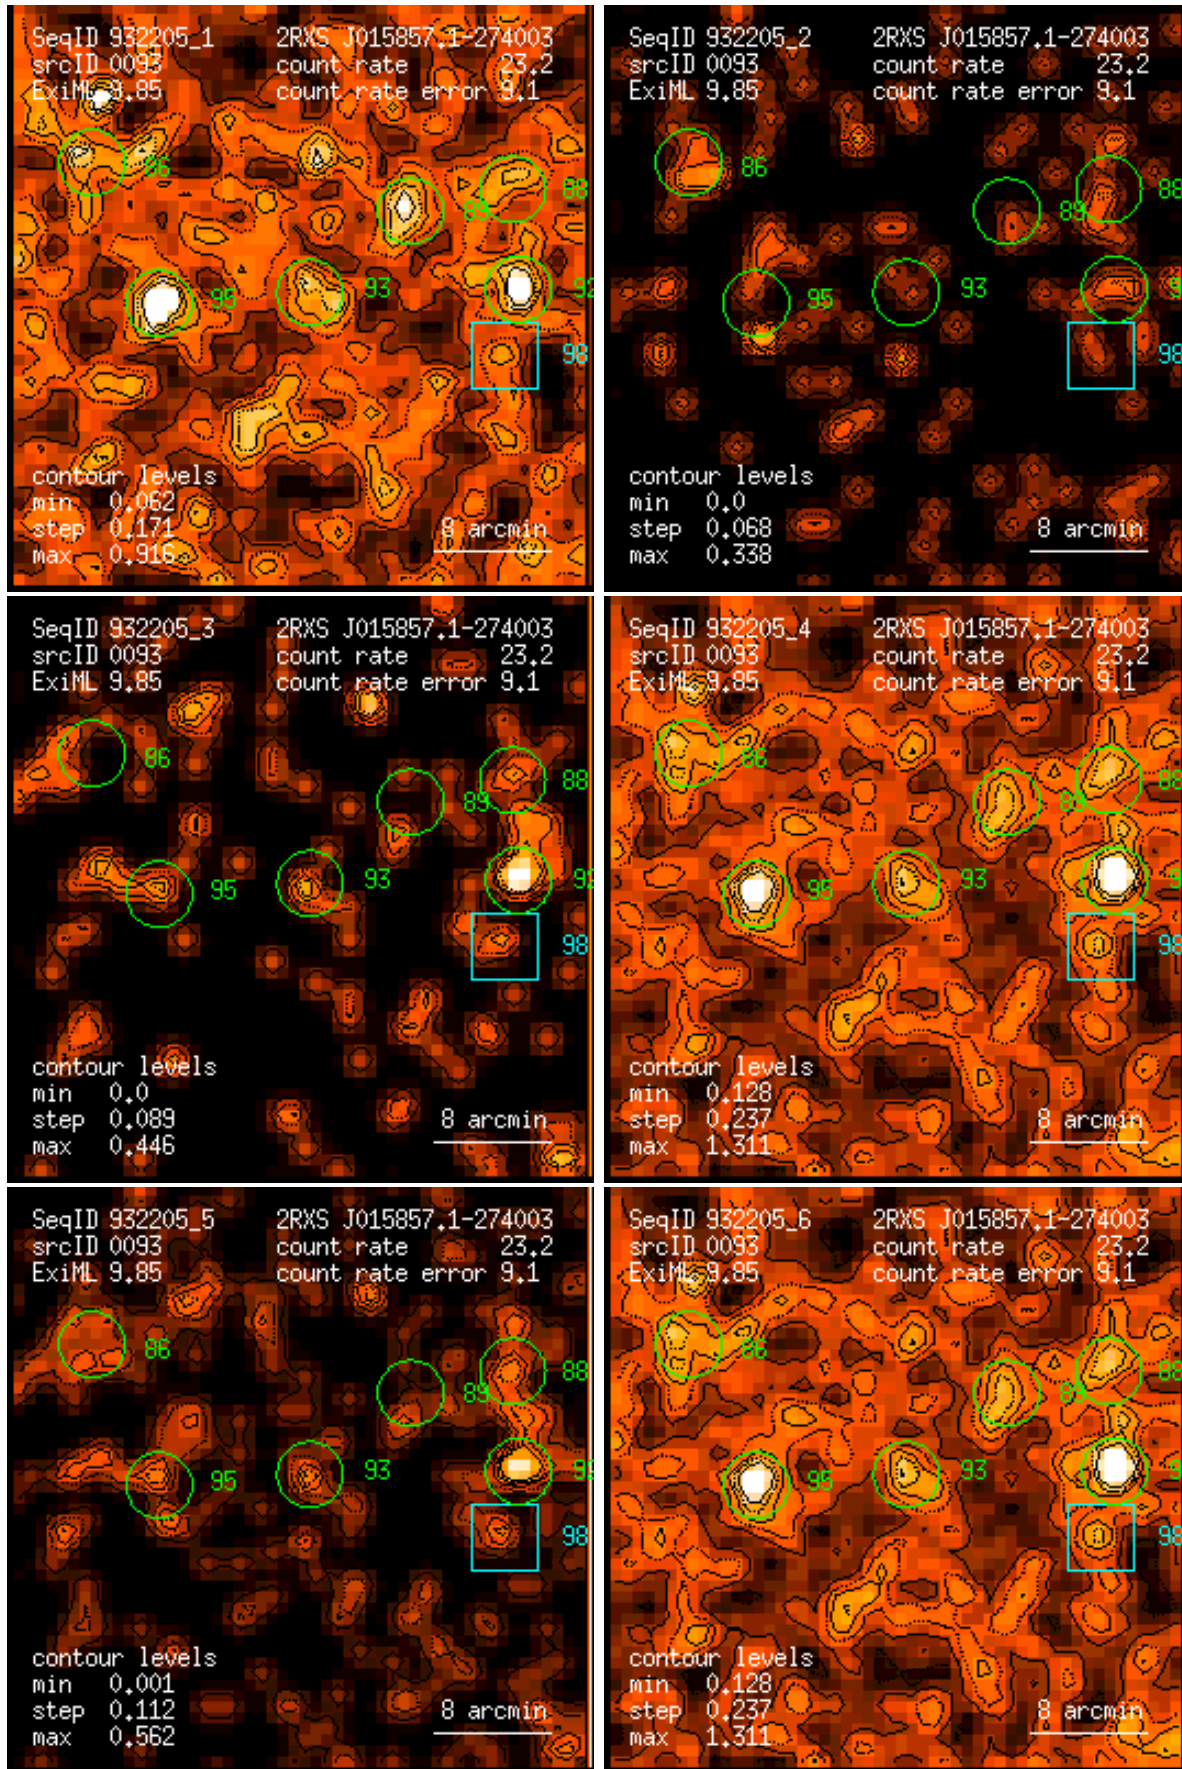 SeqID 932205_1 2RXS J015857.1-274003
srcID 0093 count rate 23.2
ExiML 9.85 count rate error 9.1
86
88
89
95
93
92
98
contour levels
min 0.062
step 0.171
max 0.916
8 arcmin
SeqID 932205_2 2RXS J015857.1-274003
srcID 0093 count rate 23.2
ExiML 9.85 count rate error 9.1
86
88
89
95
93
98
contour levels
min 0.0
step 0.068
max 0.338
8 arcmin
SeqID 932205_3 2RXS J015857.1-274003
srcID 0093 count rate 23.2
ExiML 9.85 count rate error 9.1
86
88
89
95
93
92
98
contour levels
min 0.0
step 0.089
max 0.446
8 arcmin
SeqID 932205_4 2RXS J015857.1-274003
srcID 0093 count rate 23.2
ExiML 9.85 count rate error 9.1
86
88
89
95
93
98
contour levels
min 0.128
step 0.237
max 1.311
8 arcmin
SeqID 932205_5 2RXS J015857.1-274003
srcID 0093 count rate 23.2
ExiML 9.85 count rate error 9.1
86
88
89
95
93
92
98
contour levels
min 0.001
step 0.112
max 0.562
8 arcmin
SeqID 932205_6 2RXS J015857.1-274003
srcID 0093 count rate 23.2
ExiML 9.85 count rate error 9.1
86
88
89
95
93
98
contour levels
min 0.128
step 0.237
max 1.311
8 arcmin